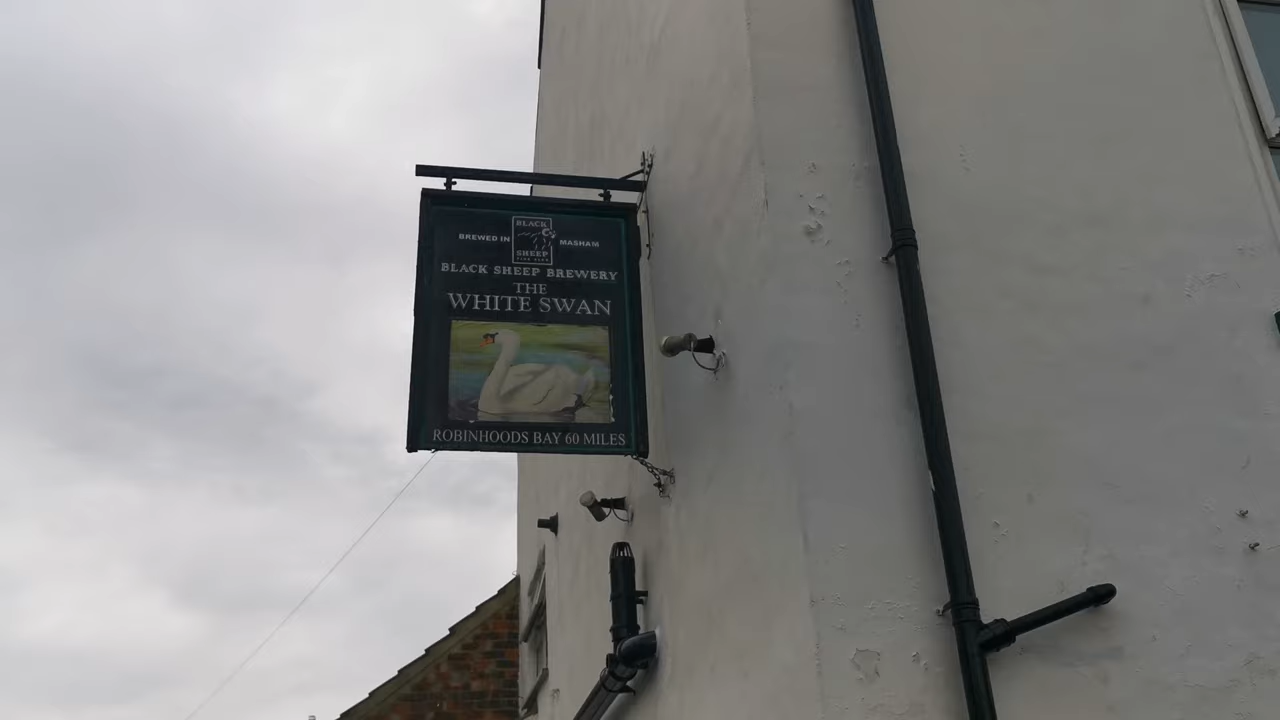 BLACK
SHEEP
BREWED IN MASHAM
BLACK SHEEP BREWERY
THE
WHITE SWAN
ROBINHOODS BAY 60 MILES